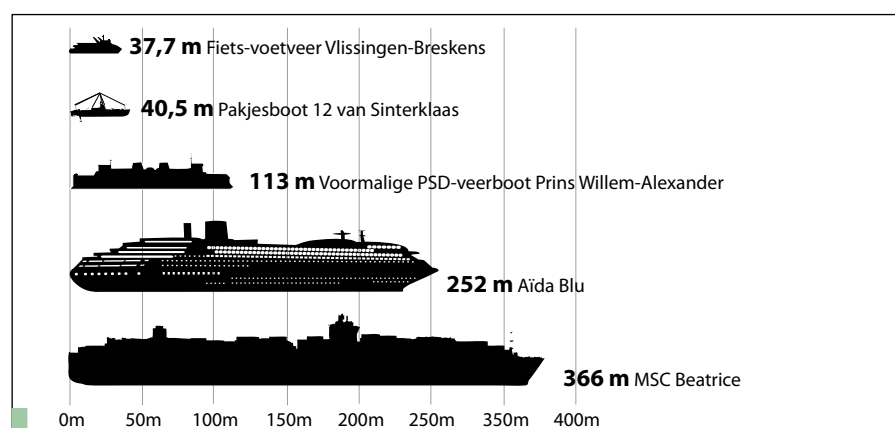 37,7 m Fiets-voetveer Vlissingen-Breskens
40,5 m Pakjesboot 12 van Sinterklaas
113 m Voormalige PSD-veerboot Prins Willem-Alexander
252 m Aïda Blu
366 m MSC Beatrice
0m 50m 100m 150m 200m 250m 350m 400m